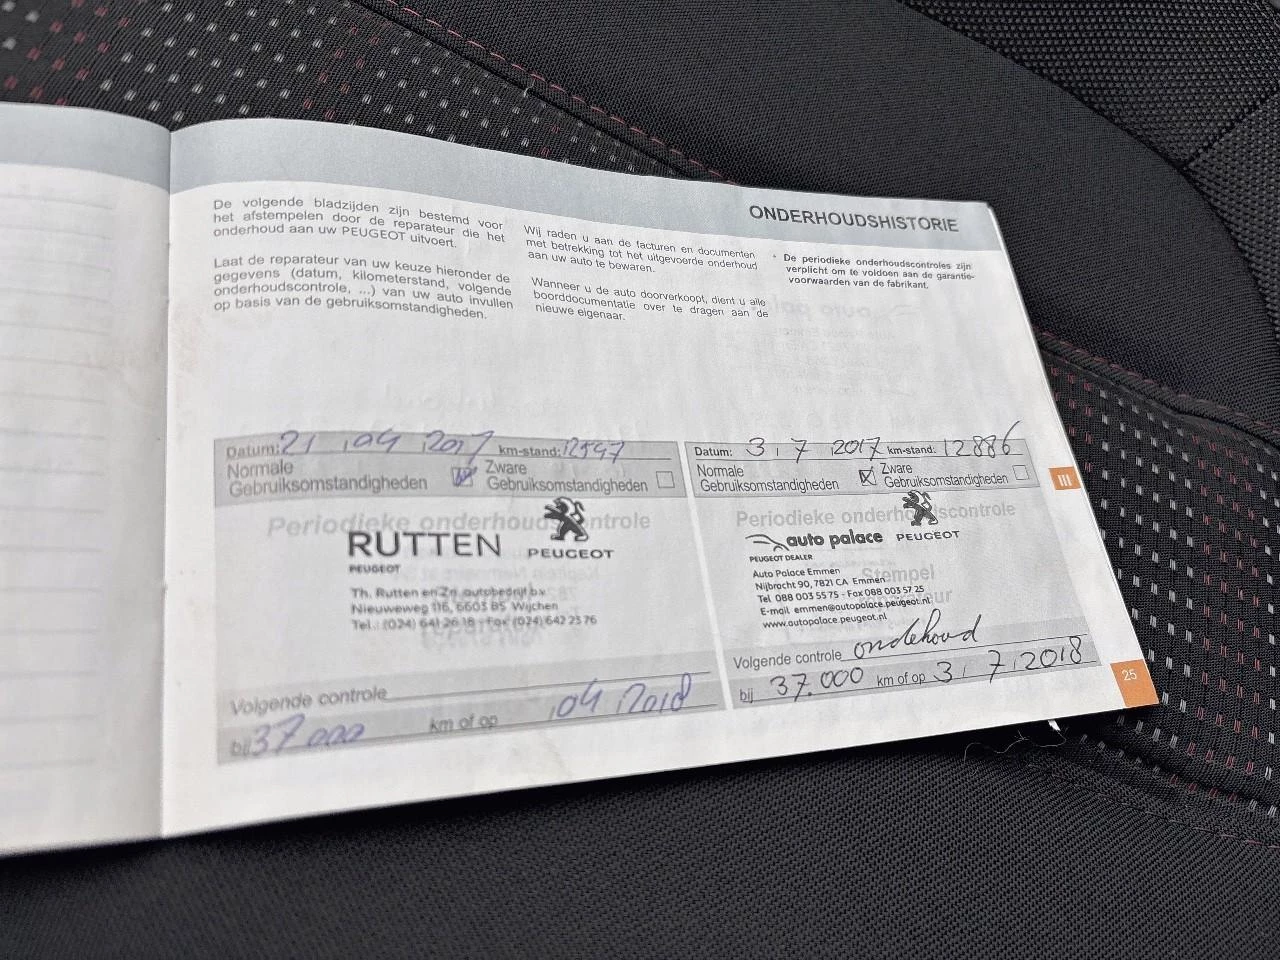 ONDERHOUDSHISTORIE
De volgende bladzijden zijn bestemd voor
het afstempelen door de reparateur die het
onderhoud aan uw PEUGEOT uitvoert.
Laat de reparateur van uw keuze hieronder de
gegevens (datum, kilometerstand, volgende
onderhoudscontrole, ...) van uw auto invullen
op basis van de gebruiksomstandigheden.
Wij raden u aan de facturen en documenten
met betrekking tot het uitgevoerde onderhoud
aan uw auto te bewaren.
Wanneer u de auto doorverkoopt, dient u alle
boorddocumentatie over te dragen aan de
nieuwe eigenaar.
* De periodieke onderhoudscontroles zijn
verplicht om te voldoen aan de garantie-
voorwaarden van de fabrikant.
Datum: 21 04 2017 km-stand: 12547
Normale
Gebruiksomstandigheden
Zware
Gebruiksomstandigheden
Periodieke onderhoudscontrole
RUTTEN
PEUGEOT
PEUGEOT
Th. Rutten en Zn. autobedrijf b.v.
Nieuweweg 116, 6603 BS Wijchen
Tel.: (024) 641 26 18 - Fax (024) 642 23 76
Volgende controle
bij 37000 km of op 04 2018
Datum: 3 7 2017 km-stand: 12886
Normale
Gebruiksomstandigheden
Zware
Gebruiksomstandigheden
Periodieke onderhoudscontrole
auto palace PEUGEOT
PEUGEOT DEALER
Auto Palace Emmen
Stempel
Nijbracht 90, 7821 CA Emmen
Tel 088 003 55 75 - Fax 088 003 57 25
E-mail emmen@autopalace.peugeot.nl
www.autopalace.peugeot.nl
Volgende controle ondehoud
bij 37.000 km of op 3 7 2018
III
25